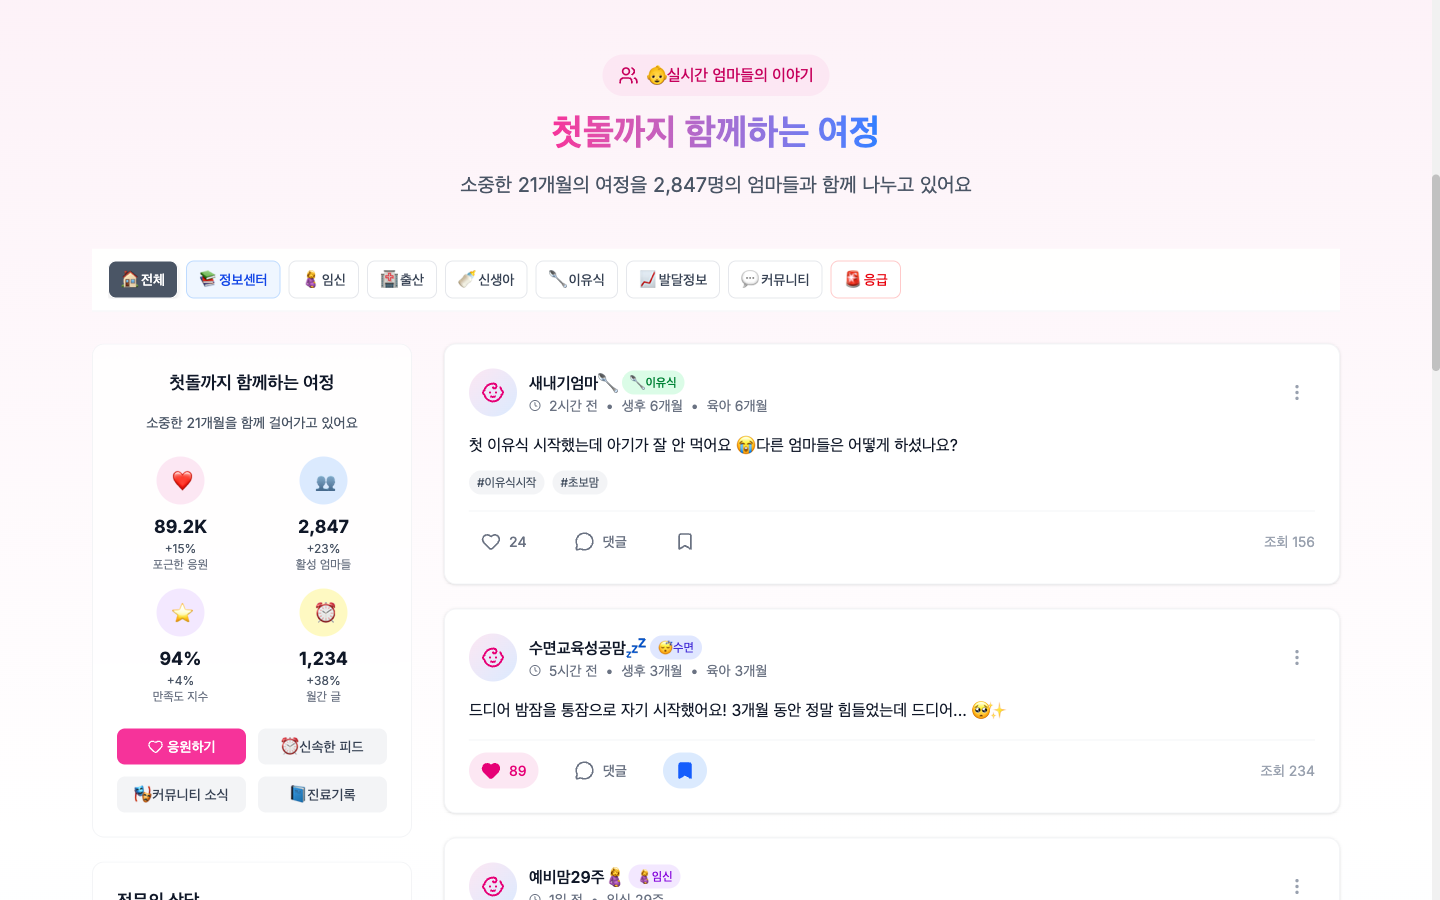 👶실시간 엄마들의 이야기
첫돌까지 함께하는 여정
소중한 21개월의 여정을 2,847명의 엄마들과 함께 나누고 있어요
🏠전체 📚정보센터 🤱임신 🏥출산 🍼신생아 🥄이유식 📈발달정보 💬커뮤니티 🚨응급
첫돌까지 함께하는 여정
소중한 21개월을 함께 걸어가고 있어요
89.2K
+15%
포근한 응원
2,847
+23%
활성 엄마들
94%
+4%
만족도 지수
1,234
+38%
월간 글
응원하기
⏰신속한 피드
커뮤니티 소식
📘진료기록
새내기엄마🥄 🥄이유식
2시간 전 • 생후 6개월 • 육아 6개월
첫 이유식 시작했는데 아기가 잘 안 먹어요 😭다른 엄마들은 어떻게 하셨나요?
#이유식시작 #초보맘
24 댓글 조회 156
수면교육성공맘💤 😴수면
5시간 전 • 생후 3개월 • 육아 3개월
드디어 밤잠을 통잠으로 자기 시작했어요! 3개월 동안 정말 힘들었는데 드디어... 🥺✨
89 댓글 조회 234
예비맘29주🤰 🤰임신
1일 전 • 임신 29주
전문의 상담